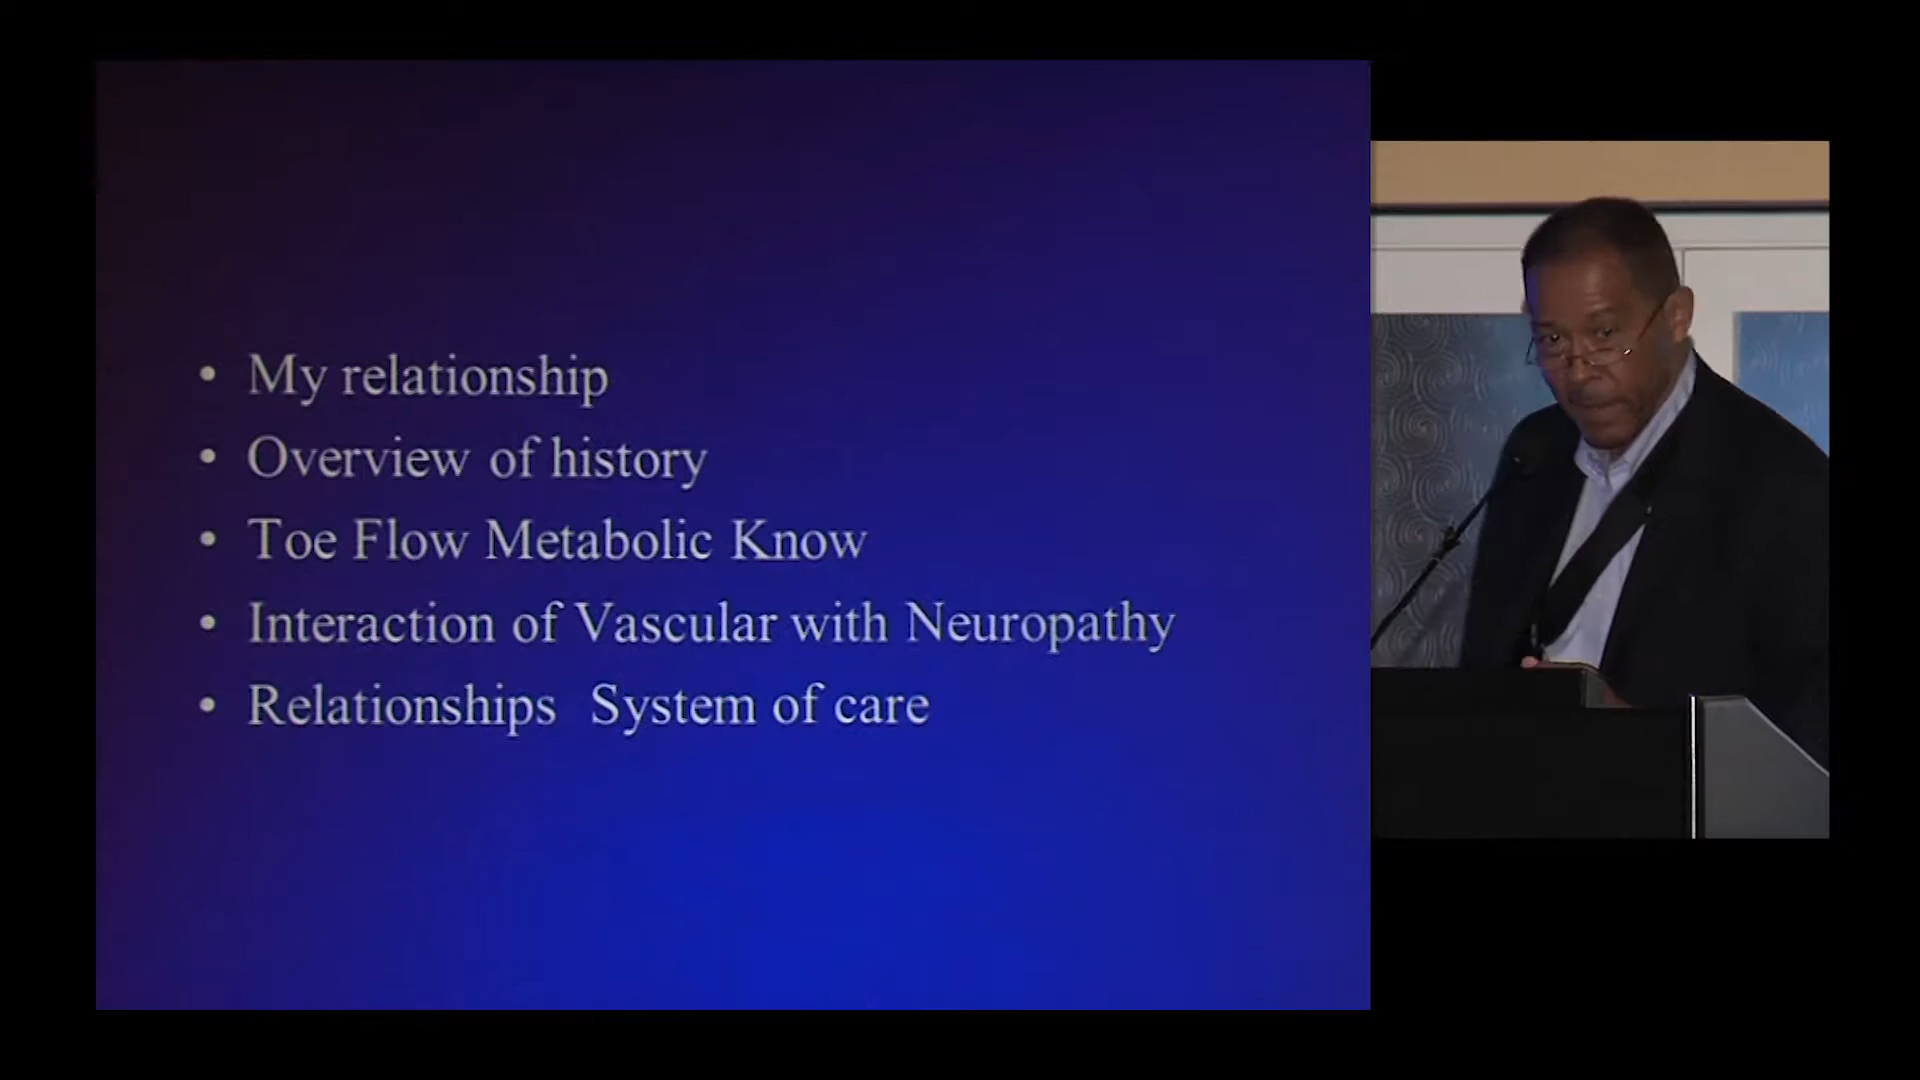 • My relationship
• Overview of history
• Toe Flow Metabolic Know
• Interaction of Vascular with Neuropathy
• Relationships  System of care